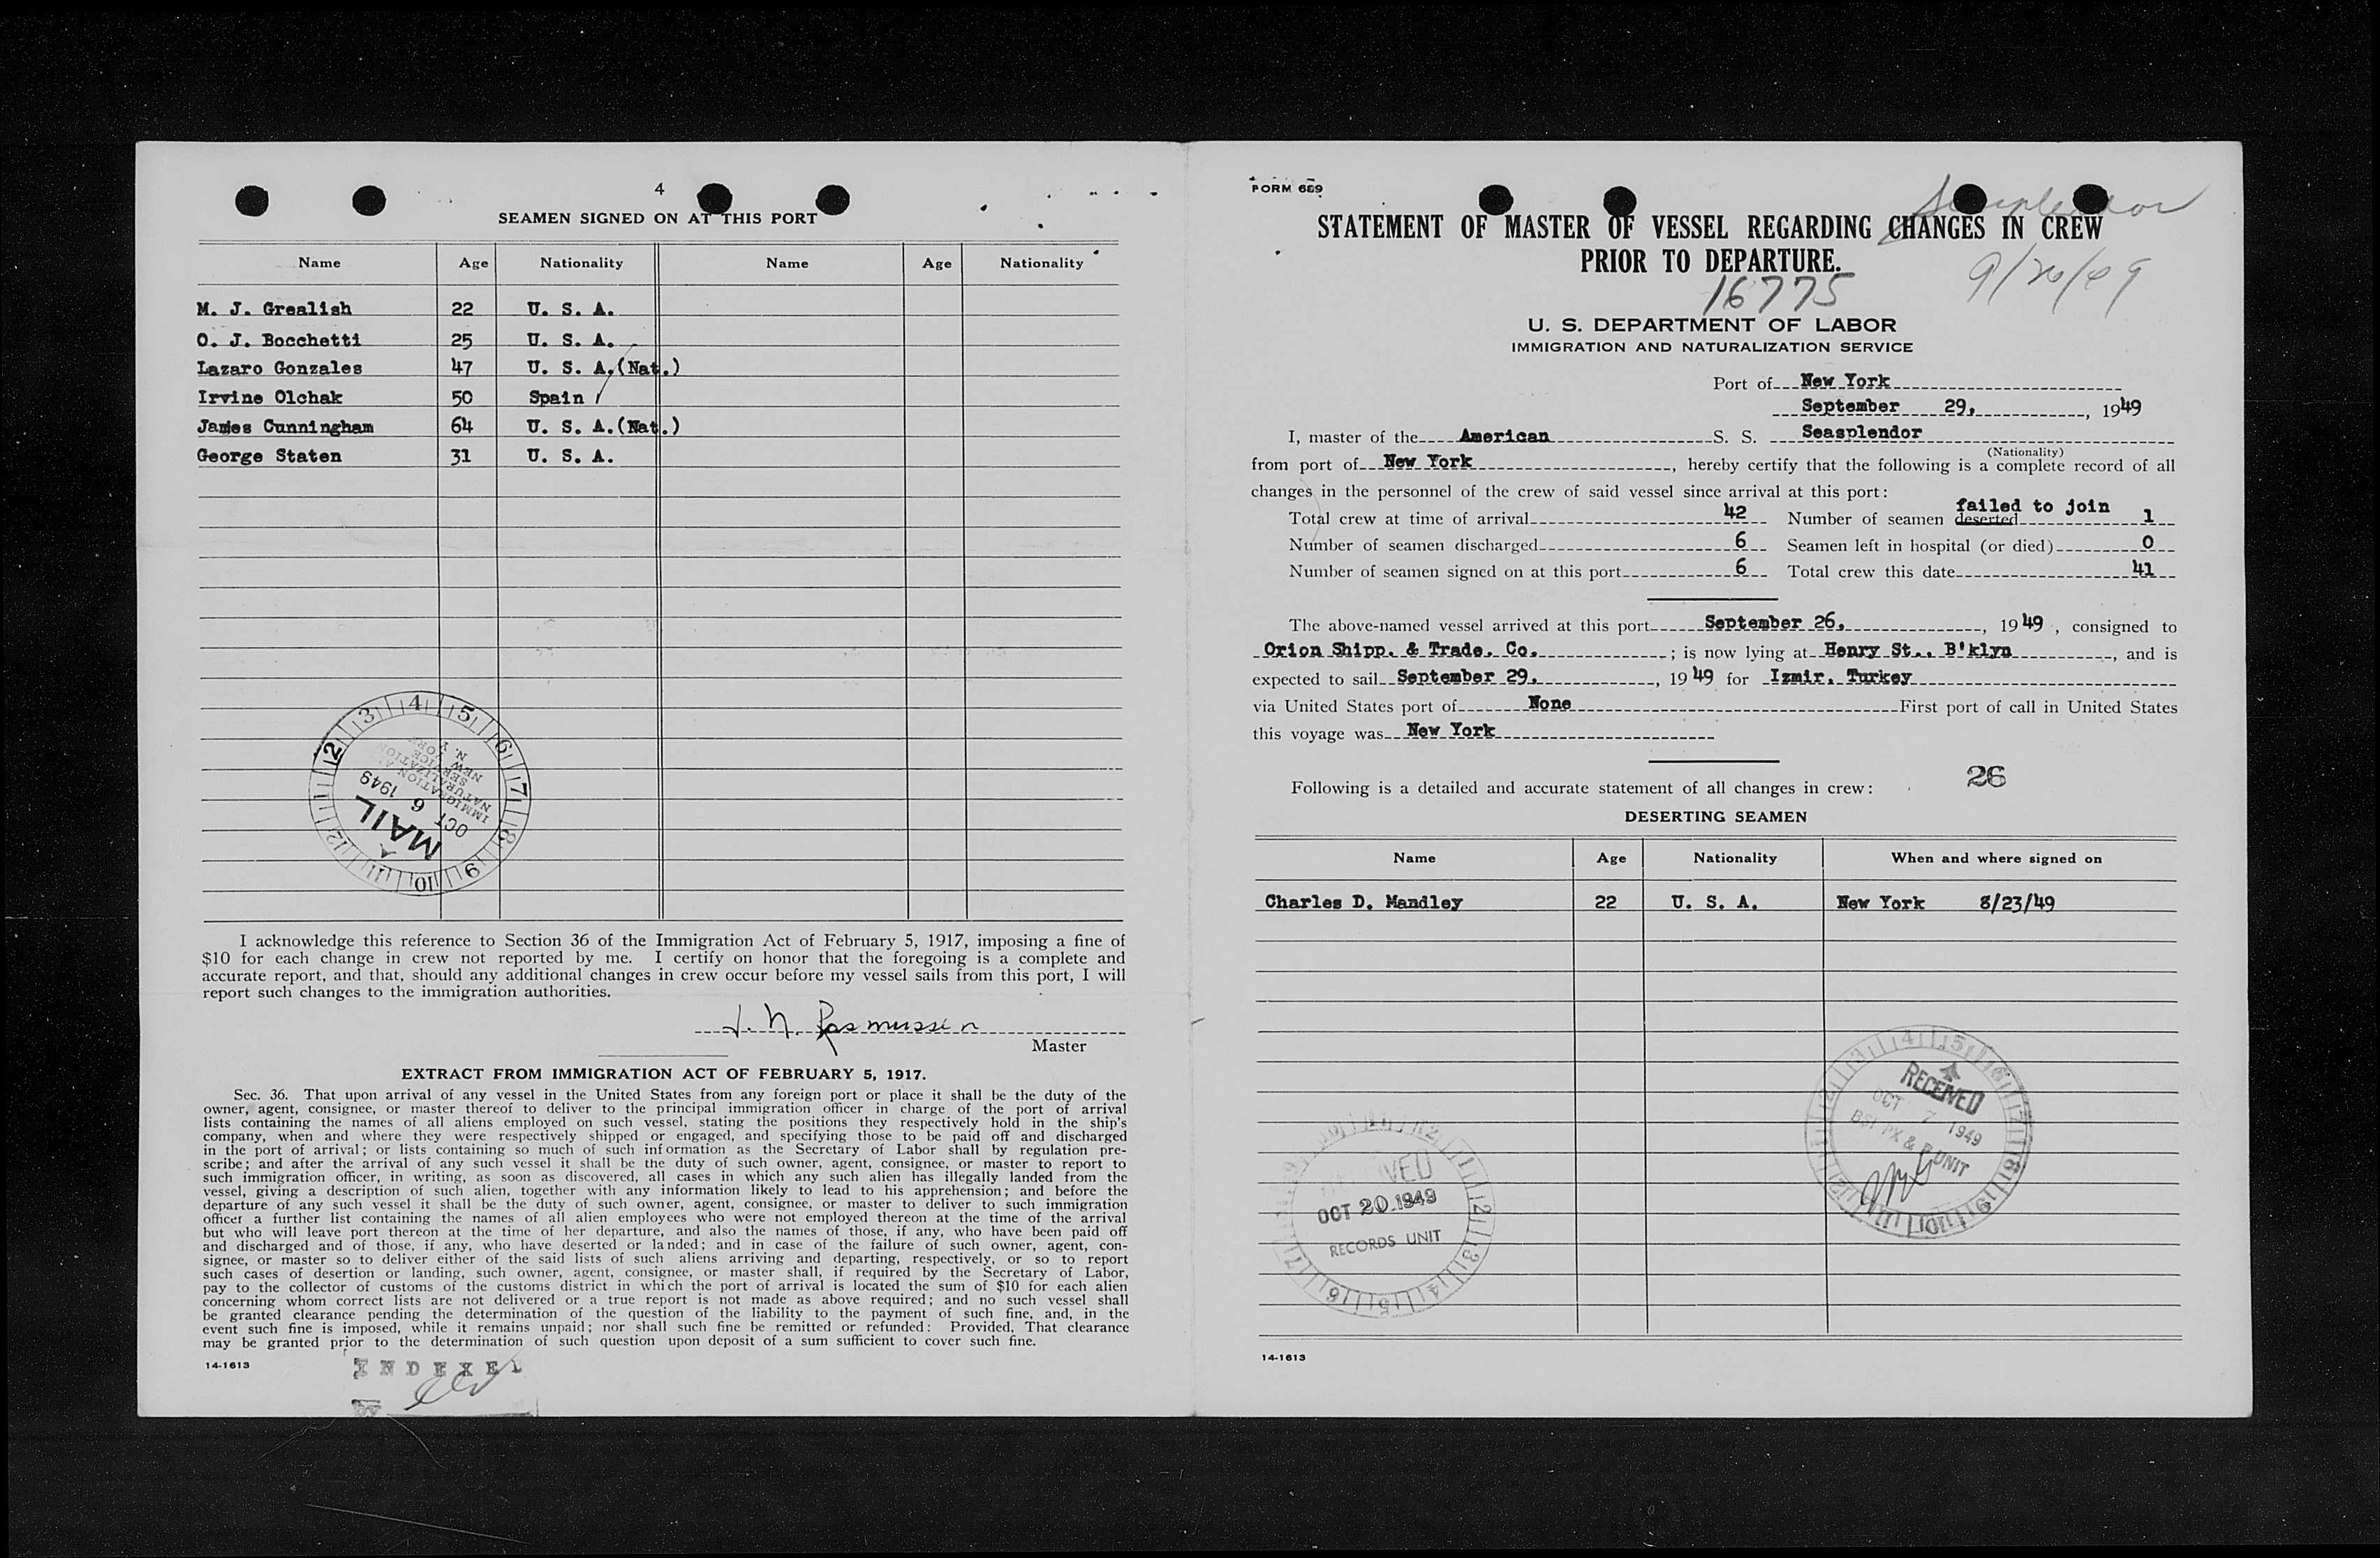 4
SEAMEN SIGNED ON AT THIS PORT
Name Age Nationality Name Age Nationality
M. J. Grealish 22 U. S. A.
O. J. Bocchetti 25 U. S. A.
Lazaro Gonzales 47 U. S. A.(Nat.)
Irvine Olchak 50 Spain
James Cunningham 64 U. S. A.(Nat.)
George Staten 31 U. S. A.
IMMIGRATION &
NATURALIZATION
SERVICE
NEW YORK
N. Y.
OCT 6 1949
MAIL
I acknowledge this reference to Section 36 of the Immigration Act of February 5, 1917, imposing a fine of
$10 for each change in crew not reported by me. I certify on honor that the foregoing is a complete and
accurate report, and that, should any additional changes in crew occur before my vessel sails from this port, I will
report such changes to the immigration authorities.
J. N. Rasmussen
Master
EXTRACT FROM IMMIGRATION ACT OF FEBRUARY 5, 1917.
Sec. 36. That upon arrival of any vessel in the United States from any foreign port or place it shall be the duty of the
owner, agent, consignee, or master thereof to deliver to the principal immigration officer in charge of the port of arrival
lists containing the names of all aliens employed on such vessel, stating the positions they respectively hold in the ship's
company, when and where they were respectively shipped or engaged, and specifying those to be paid off and discharged
in the port of arrival; or lists containing so much of such information as the Secretary of Labor shall by regulation pre-
scribe; and after the arrival of any such vessel it shall be the duty of such owner, agent, consignee, or master to report to
such immigration officer, in writing, as soon as discovered, all cases in which any such alien has illegally landed from the
vessel, giving a description of such alien, together with any information likely to lead to his apprehension; and before the
departure of any such vessel it shall be the duty of such owner, agent, consignee, or master to deliver to such immigration
officer a further list containing the names of all alien employees who were not employed thereon at the time of the arrival
but who will leave port thereon at the time of her departure, and also the names of those, if any, who have been paid off
and discharged and of those, if any, who have deserted or landed; and in case of the failure of such owner, agent, con-
signee, or master so to deliver either of the said lists of such aliens arriving and departing, respectively, or so to report
such cases of desertion or landing, such owner, agent, consignee, or master shall, if required by the Secretary of Labor,
pay to the collector of customs of the customs district in which the port of arrival is located the sum of $10 for each alien
concerning whom correct lists are not delivered or a true report is not made as above required; and no such vessel shall
be granted clearance pending the determination of the question of the liability to the payment of such fine, and, in the
event such fine is imposed, while it remains unpaid; nor shall such fine be remitted or refunded: Provided, That clearance
may be granted prior to the determination of such question upon deposit of a sum sufficient to cover such fine.
14-1613
INDEXED
by
FORM 689
Seasplendor
STATEMENT OF MASTER OF VESSEL REGARDING CHANGES IN CREW
PRIOR TO DEPARTURE.
9/26/49
16775
U. S. DEPARTMENT OF LABOR
IMMIGRATION AND NATURALIZATION SERVICE
Port of New York
September 29, 1949
I, master of the American S. S. Seasplendor
(Nationality)
from port of New York, hereby certify that the following is a complete record of all
changes in the personnel of the crew of said vessel since arrival at this port:
Total crew at time of arrival 42 Number of seamen deserted failed to join 1
Number of seamen discharged 6 Seamen left in hospital (or died) 0
Number of seamen signed on at this port 6 Total crew this date 41
The above-named vessel arrived at this port September 26, 1949, consigned to
Orion Shipp. & Trade. Co.; is now lying at Henry St., B'klyn, and is
expected to sail September 29, 1949 for Izmir, Turkey
via United States port of None First port of call in United States
this voyage was New York
26
Following is a detailed and accurate statement of all changes in crew:
DESERTING SEAMEN
Name Age Nationality When and where signed on
Charles D. Mandley 22 U. S. A. New York 8/23/49
RECEIVED
OCT 7 1949
BSI PX & P UNIT
OCT 20 1949
RECORDS UNIT
14-1613